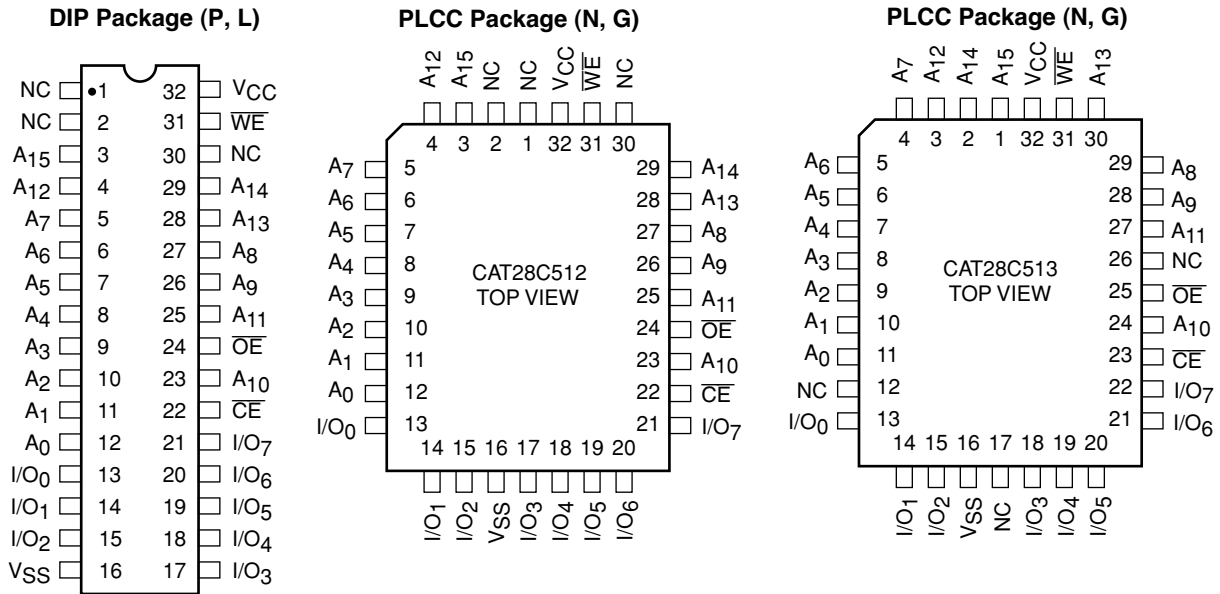 DIP Package (P, L)
NC •1 32 VCC
NC 2 31 W̅E̅
A15 3 30 NC
A12 4 29 A14
A7 5 28 A13
A6 6 27 A8
A5 7 26 A9
A4 8 25 A11
A3 9 24 O̅E̅
A2 10 23 A10
A1 11 22 C̅E̅
A0 12 21 I/O7
I/O0 13 20 I/O6
I/O1 14 19 I/O5
I/O2 15 18 I/O4
VSS 16 17 I/O3
PLCC Package (N, G)
A12 A15 NC NC VCC W̅E̅ NC
4 3 2 1 32 31 30
A7 5 29 A14
A6 6 28 A13
A5 7 27 A8
A4 8 26 A9
CAT28C512
TOP VIEW
A3 9 25 A11
A2 10 24 O̅E̅
A1 11 23 A10
A0 12 22 C̅E̅
I/O0 13 21 I/O7
14 15 16 17 18 19 20
I/O1 I/O2 VSS I/O3 I/O4 I/O5 I/O6
PLCC Package (N, G)
A7 A12 A14 A15 VCC W̅E̅ A13
4 3 2 1 32 31 30
A6 5 29 A8
A5 6 28 A9
A4 7 27 A11
A3 8 26 NC
CAT28C513
TOP VIEW
A2 9 25 O̅E̅
A1 10 24 A10
A0 11 23 C̅E̅
NC 12 22 I/O7
I/O0 13 21 I/O6
14 15 16 17 18 19 20
I/O1 I/O2 VSS NC I/O3 I/O4 I/O5